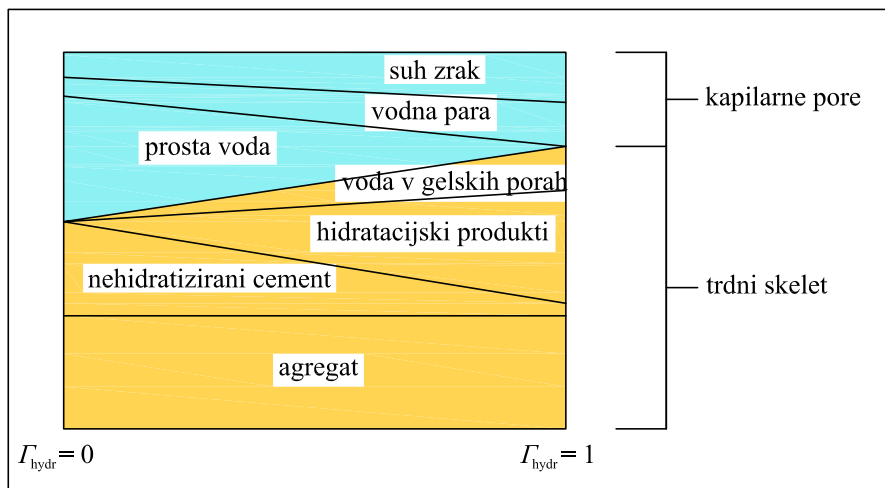 suh zrak
kapilarne pore
vodna para
prosta voda
voda v gelskih porah
hidratacijski produkti
nehidratizirani cement
trdni skelet
agregat
Γhydr = 0
Γhydr = 1